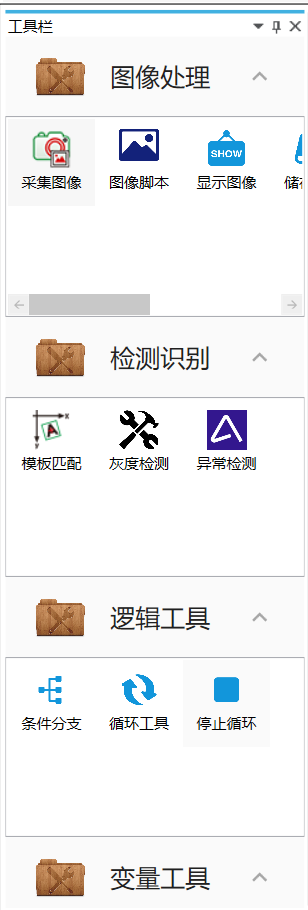 工具栏
图像处理
SHOW
采集图像 图像脚本 显示图像 储
检测识别
模板匹配 灰度检测 异常检测
逻辑工具
条件分支 循环工具 停止循环
变量工具